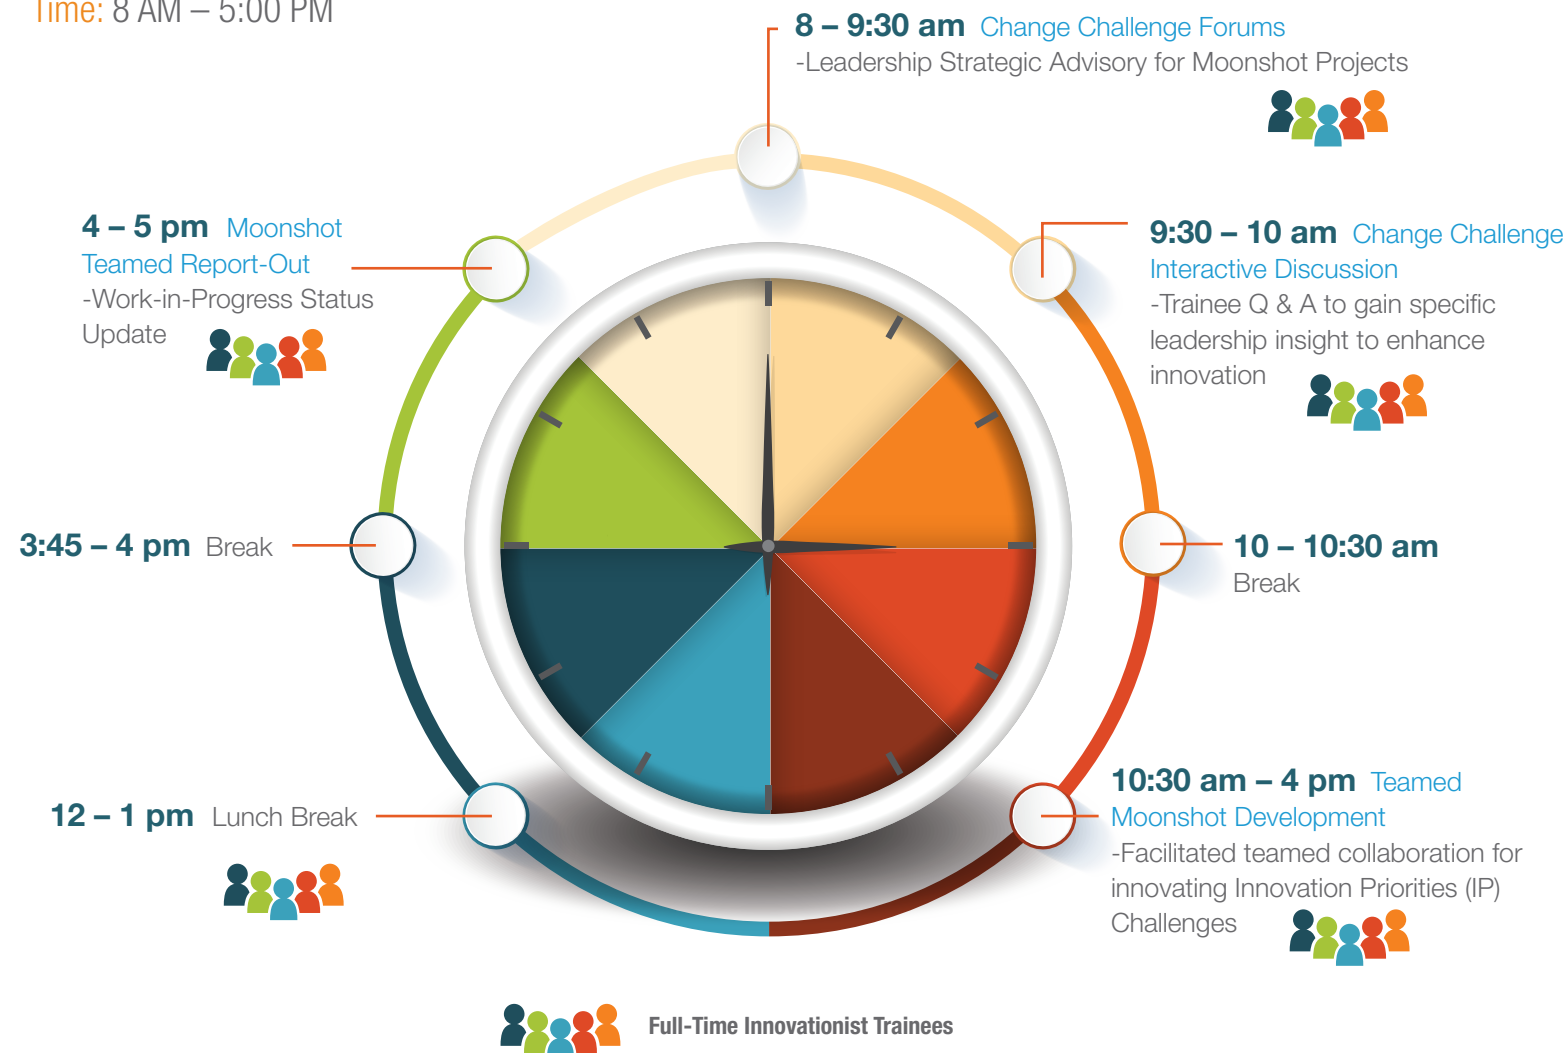 Time: 8 AM – 5:00 PM
8 – 9:30 am Change Challenge Forums
-Leadership Strategic Advisory for Moonshot Projects
9:30 – 10 am Change Challenge
Interactive Discussion
-Trainee Q & A to gain specific
leadership insight to enhance
innovation
10 – 10:30 am
Break
10:30 am – 4 pm Teamed
Moonshot Development
-Facilitated teamed collaboration for
innovating Innovation Priorities (IP)
Challenges
12 – 1 pm Lunch Break
3:45 – 4 pm Break
4 – 5 pm Moonshot
Teamed Report-Out
-Work-in-Progress Status
Update
Full-Time Innovationist Trainees